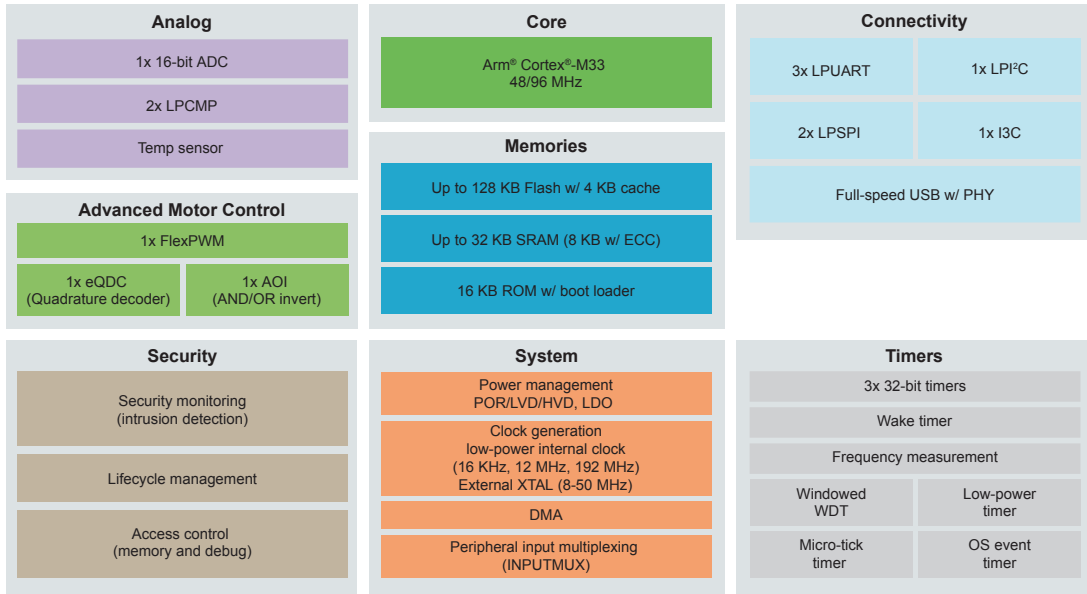 Analog
1x 16-bit ADC
2x LPCMP
Temp sensor
Advanced Motor Control
1x FlexPWM
1x eQDC
(Quadrature decoder)
1x AOI
(AND/OR invert)
Security
Security monitoring
(intrusion detection)
Lifecycle management
Access control
(memory and debug)
Core
Arm® Cortex®-M33
48/96 MHz
Memories
Up to 128 KB Flash w/ 4 KB cache
Up to 32 KB SRAM (8 KB w/ ECC)
16 KB ROM w/ boot loader
System
Power management
POR/LVD/HVD, LDO
Clock generation
low-power internal clock
(16 KHz, 12 MHz, 192 MHz)
External XTAL (8-50 MHz)
DMA
Peripheral input multiplexing
(INPUTMUX)
Connectivity
3x LPUART
1x LPI²C
2x LPSPI
1x I3C
Full-speed USB w/ PHY
Timers
3x 32-bit timers
Wake timer
Frequency measurement
Windowed
WDT
Low-power
timer
Micro-tick
timer
OS event
timer